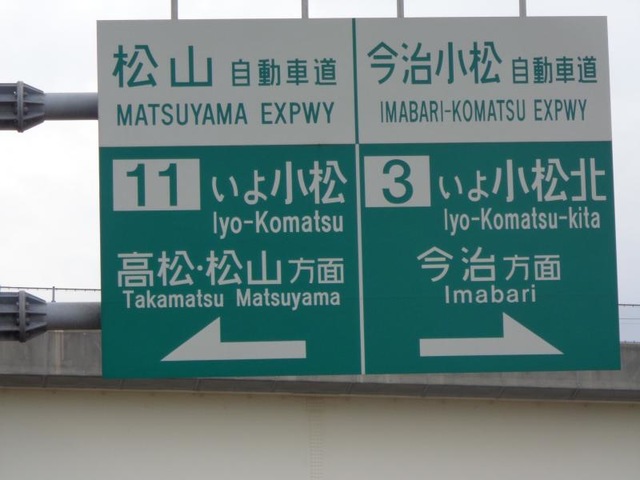 松山 自動車道
MATSUYAMA EXPWY
11 いよ小松
Iyo-Komatsu
高松・松山 方面
Takamatsu Matsuyama
今治小松 自動車道
IMABARI-KOMATSU EXPWY
3 いよ小松北
Iyo-Komatsu-kita
今治 方面
Imabari